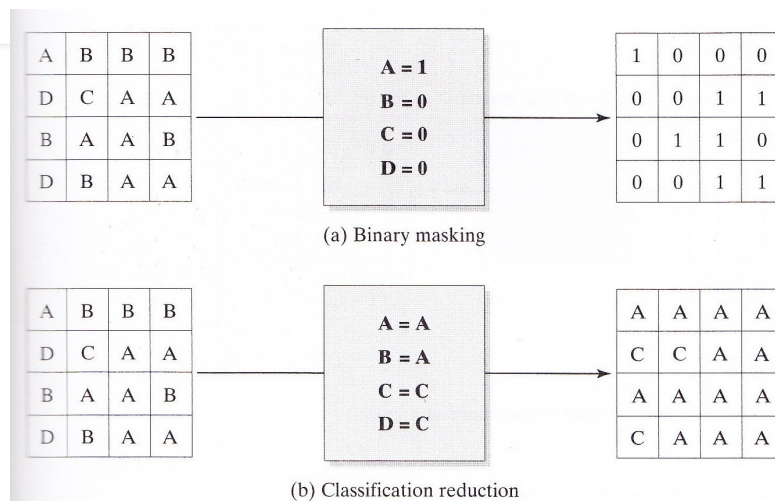 A B B B
D C A A
B A A B
D B A A
A = 1
B = 0
C = 0
D = 0
1 0 0 0
0 0 1 1
0 1 1 0
0 0 1 1
(a) Binary masking
A B B B
D C A A
B A A B
D B A A
A = A
B = A
C = C
D = C
A A A A
C C A A
A A A A
C A A A
(b) Classification reduction